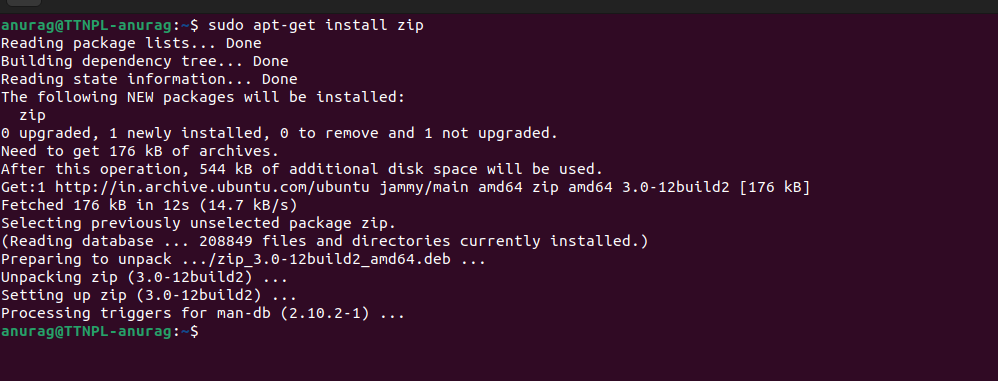 anurag@TTNPL-anurag:~$ sudo apt-get install zip
Reading package lists... Done
Building dependency tree... Done
Reading state information... Done
The following NEW packages will be installed:
  zip
0 upgraded, 1 newly installed, 0 to remove and 1 not upgraded.
Need to get 176 kB of archives.
After this operation, 544 kB of additional disk space will be used.
Get:1 http://in.archive.ubuntu.com/ubuntu jammy/main amd64 zip amd64 3.0-12build2 [176 kB]
Fetched 176 kB in 12s (14.7 kB/s)
Selecting previously unselected package zip.
(Reading database ... 208849 files and directories currently installed.)
Preparing to unpack .../zip_3.0-12build2_amd64.deb ...
Unpacking zip (3.0-12build2) ...
Setting up zip (3.0-12build2) ...
Processing triggers for man-db (2.10.2-1) ...
anurag@TTNPL-anurag:~$